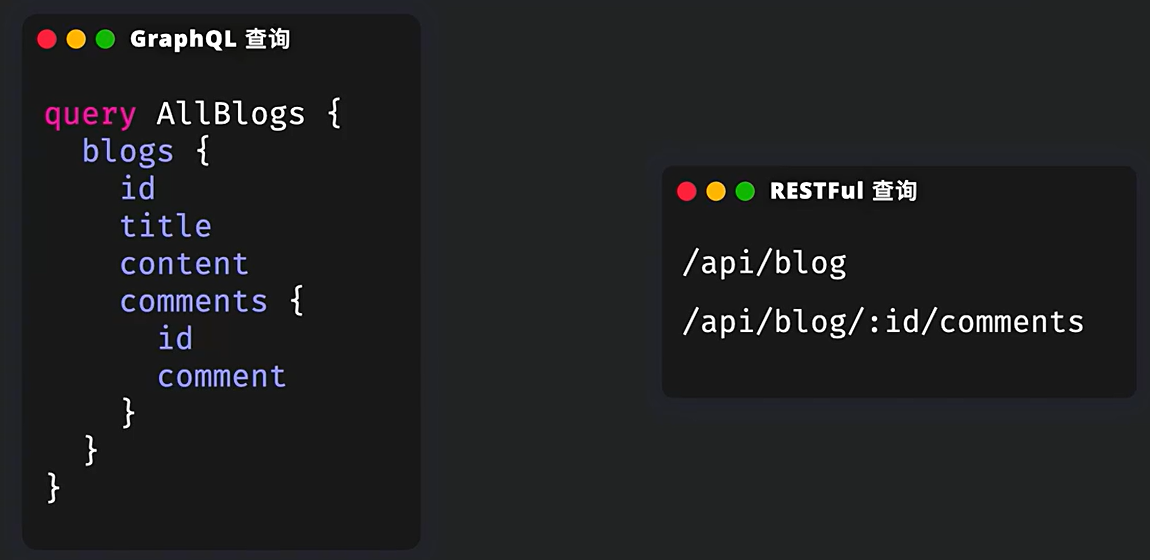 GraphQL 查询
query AllBlogs {
  blogs {
    id
    title
    content
    comments {
      id
      comment
    }
  }
}
RESTFul 查询
/api/blog
/api/blog/:id/comments